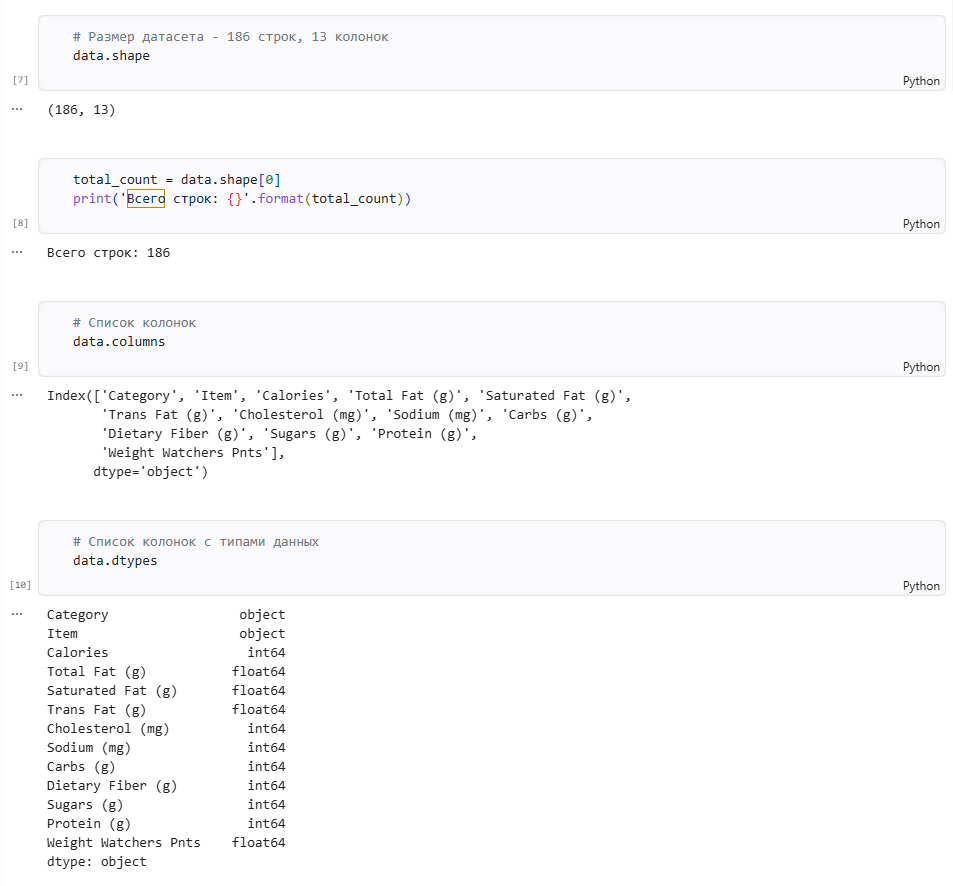 # Размер датасета - 186 строк, 13 колонок
data.shape
[7]
Python
(186, 13)
total_count = data.shape[0]
print('Всего строк: {}'.format(total_count))
[8]
Python
Всего строк: 186
# Список колонок
data.columns
[9]
Python
Index(['Category', 'Item', 'Calories', 'Total Fat (g)', 'Saturated Fat (g)',
'Trans Fat (g)', 'Cholesterol (mg)', 'Sodium (mg)', 'Carbs (g)',
'Dietary Fiber (g)', 'Sugars (g)', 'Protein (g)',
'Weight Watchers Pnts'],
dtype='object')
# Список колонок с типами данных
data.dtypes
[10]
Python
Category object
Item object
Calories int64
Total Fat (g) float64
Saturated Fat (g) float64
Trans Fat (g) float64
Cholesterol (mg) int64
Sodium (mg) int64
Carbs (g) int64
Dietary Fiber (g) int64
Sugars (g) int64
Protein (g) int64
Weight Watchers Pnts float64
dtype: object